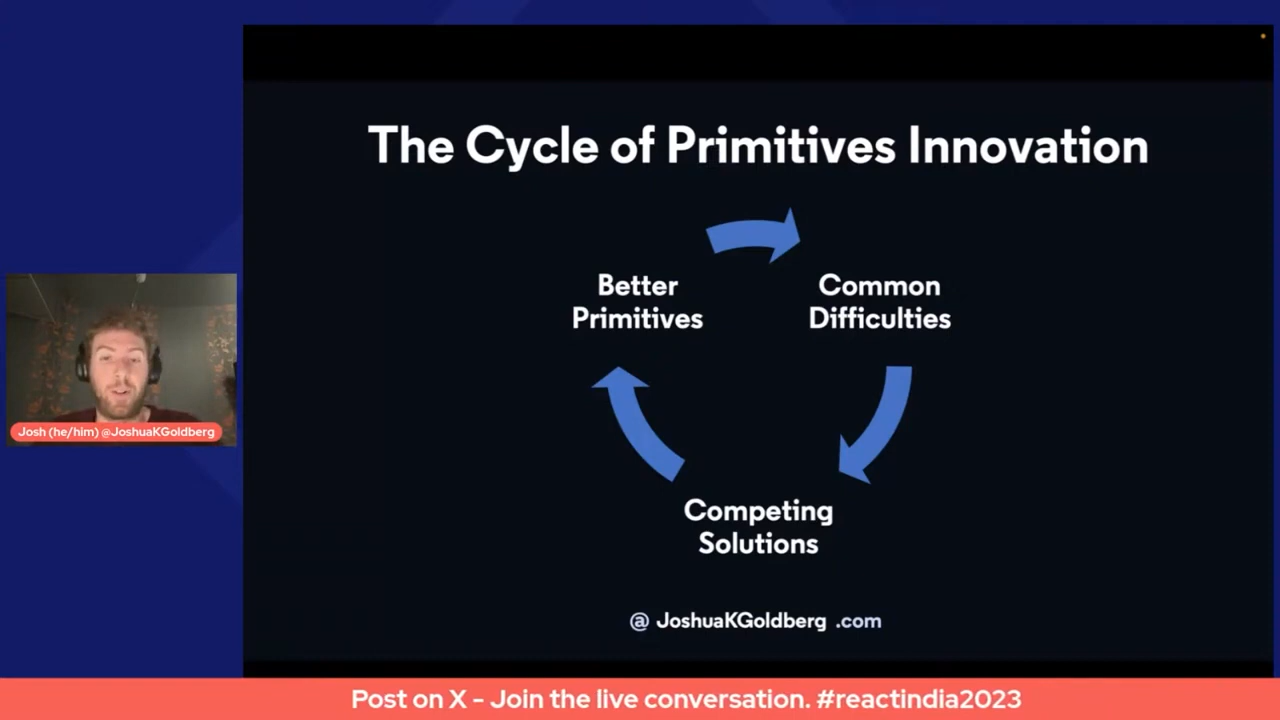 The Cycle of Primitives Innovation
Better
Primitives
Common
Difficulties
Competing
Solutions
@ JoshuaKGoldberg .com
Josh (he/him) @JoshuaKGoldberg
Post on X - Join the live conversation. #reactindia2023